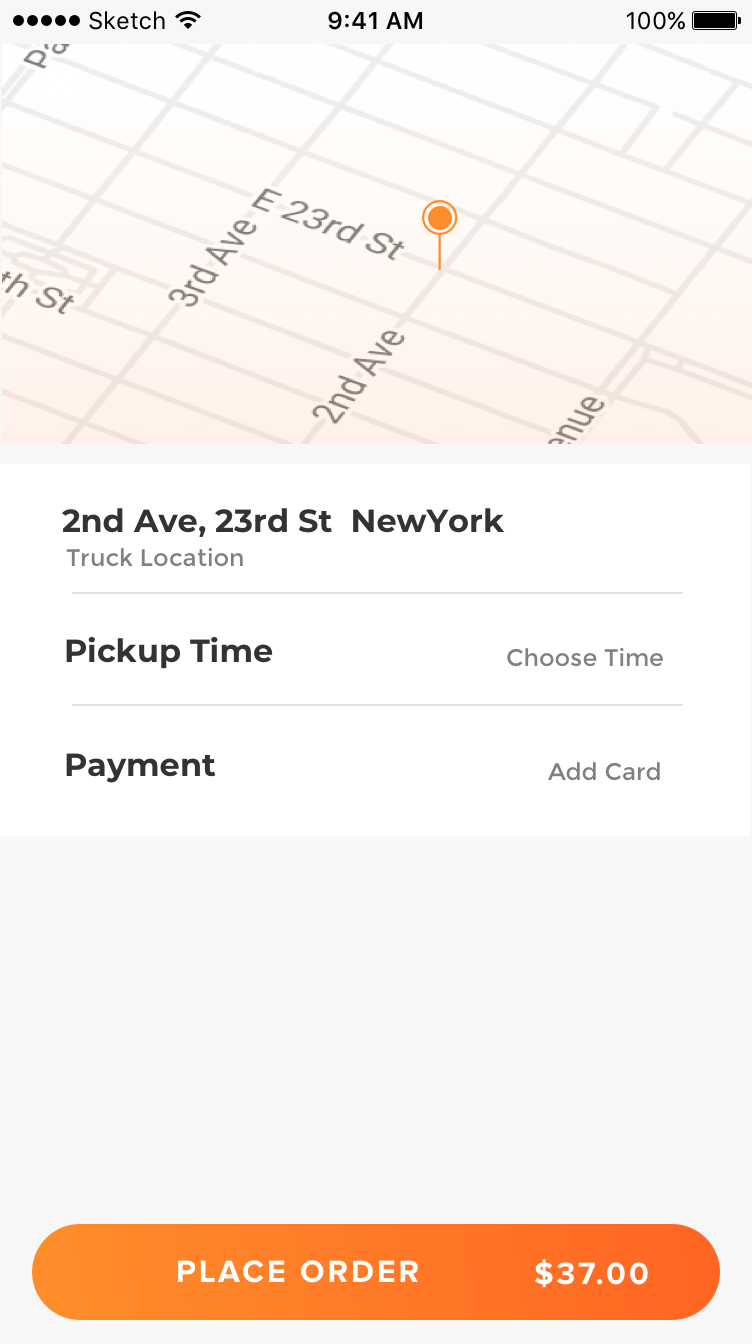 Sketch 9:41 AM 100%
E 23rd St
3rd Ave
th St
2nd Ave
enue
2nd Ave, 23rd St NewYork
Truck Location
Pickup Time Choose Time
Payment Add Card
PLACE ORDER $37.00